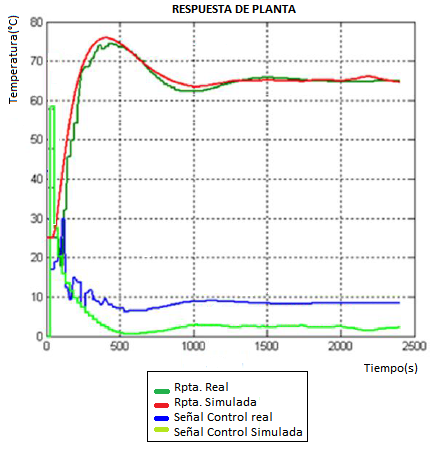 RESPUESTA DE PLANTA
Temperatura(°C)
80
70
60
50
40
30
20
10
0
0
500
1000
1500
2000
2500
Tiempo(s)
Rpta. Real
Rpta. Simulada
Señal Control real
Señal Control Simulada